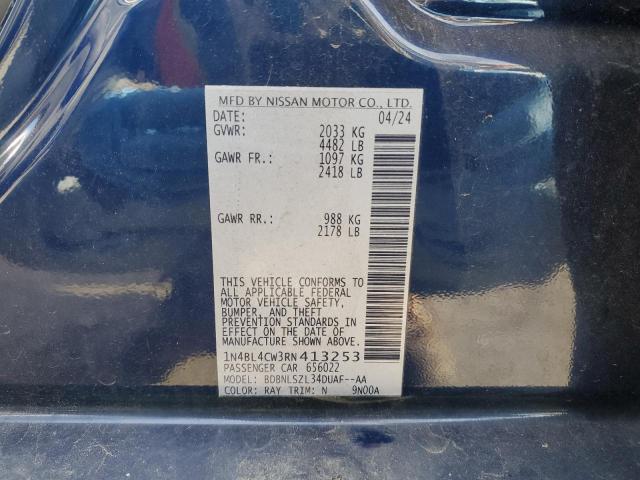 MFD BY NISSAN MOTOR CO., LTD.
DATE: 04/24
GVWR: 2033 KG
4482 LB
GAWR FR.: 1097 KG
2418 LB
GAWR RR.: 988 KG
2178 LB
THIS VEHICLE CONFORMS TO
ALL APPLICABLE FEDERAL
MOTOR VEHICLE SAFETY,
BUMPER, AND THEFT
PREVENTION STANDARDS
IN EFFECT ON THE DATE OF
MANUFACTURE SHOWN ABOVE.
1N4BL4CW3RN413253
PASSENGER CAR 656022
MODEL: BDBNLSZL34DUAF--AA
COLOR: RAY TRIM: N 9N00A